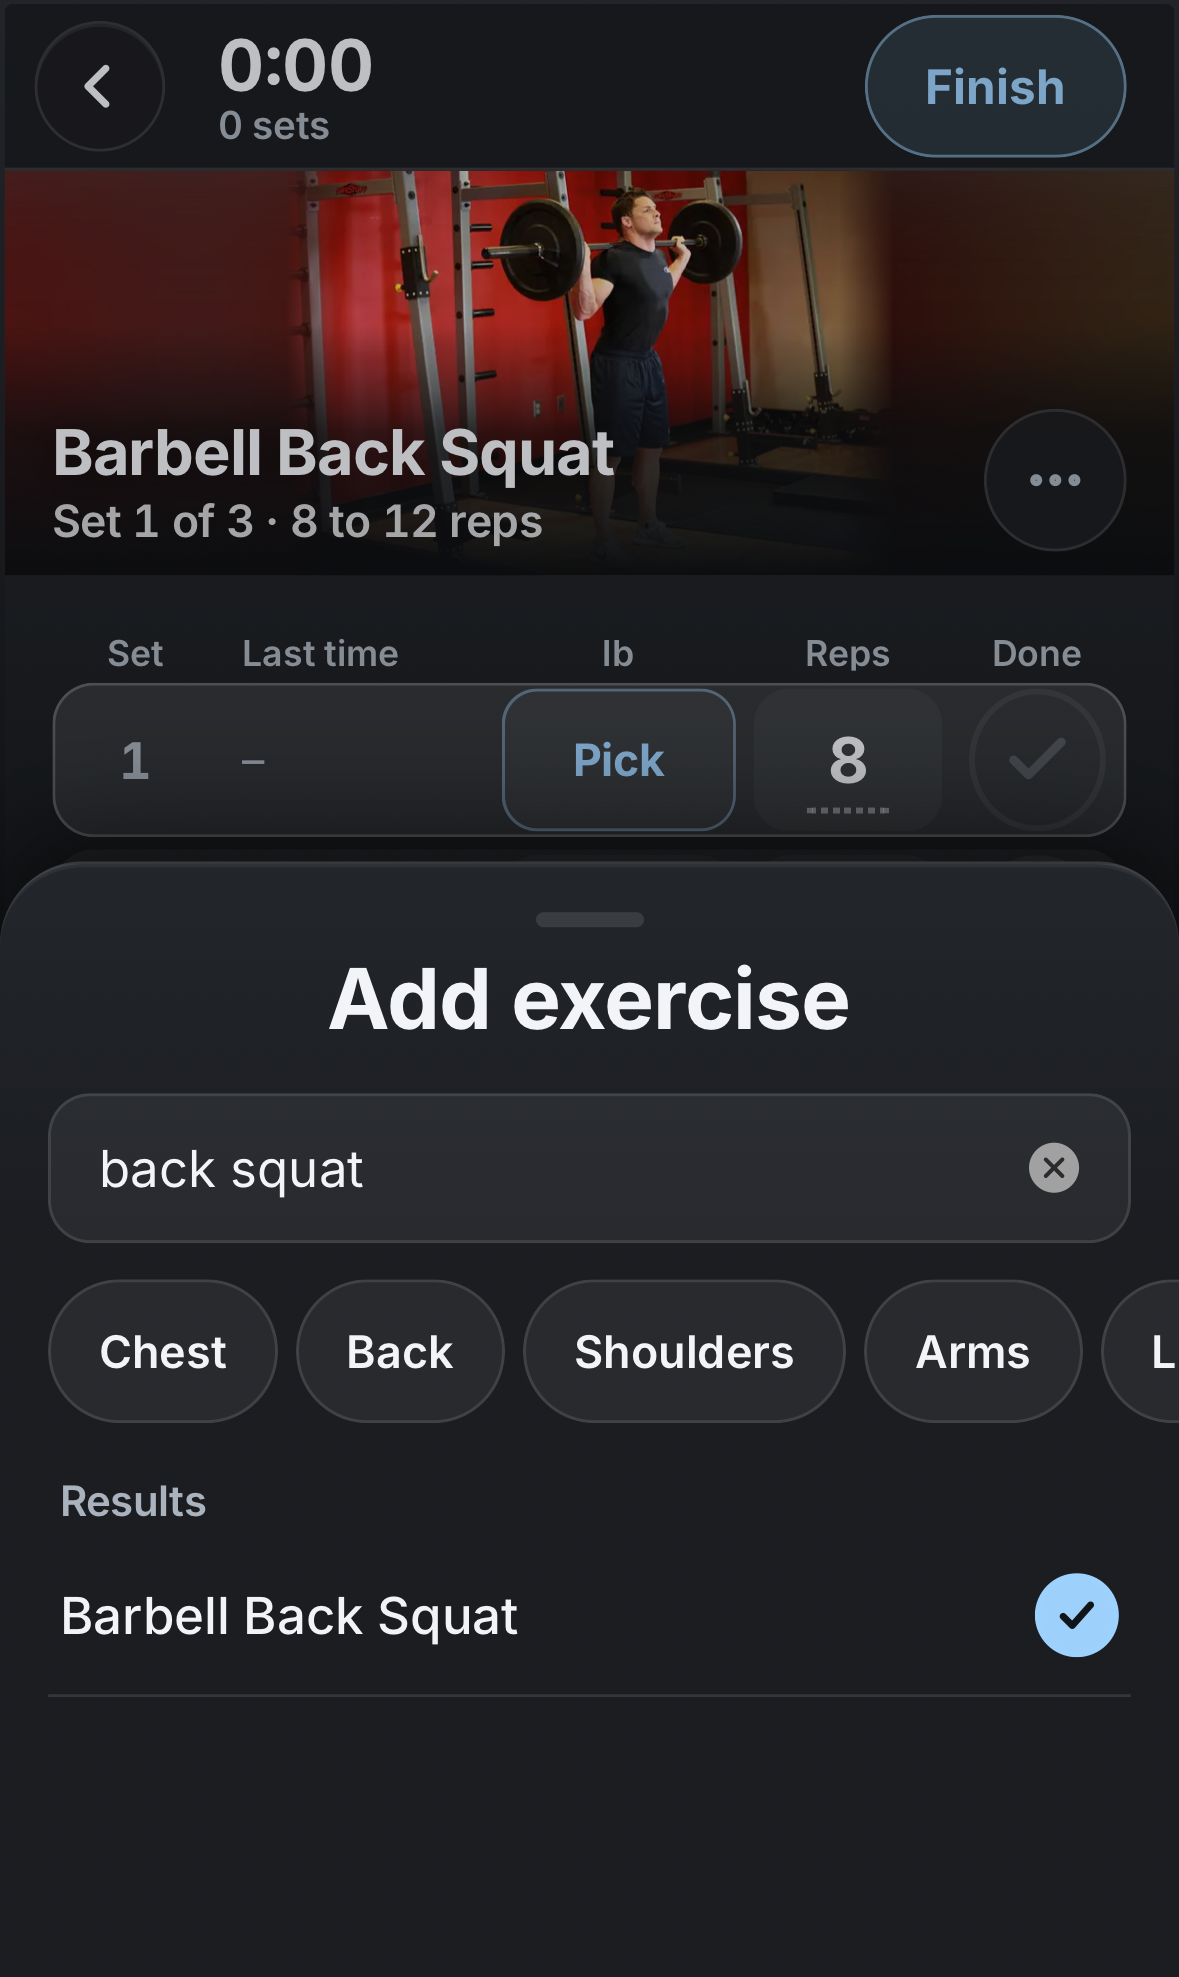 0:00
0 sets
Finish
Barbell Back Squat
Set 1 of 3 · 8 to 12 reps
Set Last time lb Reps Done
1 – Pick 8
Add exercise
back squat
Chest Back Shoulders Arms L
Results
Barbell Back Squat